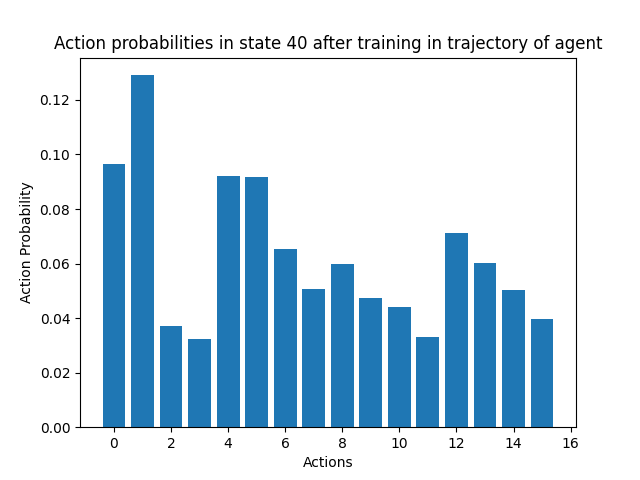 Action probabilities in state 40 after training in trajectory of agent
Action Probability
0.12
0.10
0.08
0.06
0.04
0.02
0.00
0 2 4 6 8 10 12 14 16
Actions